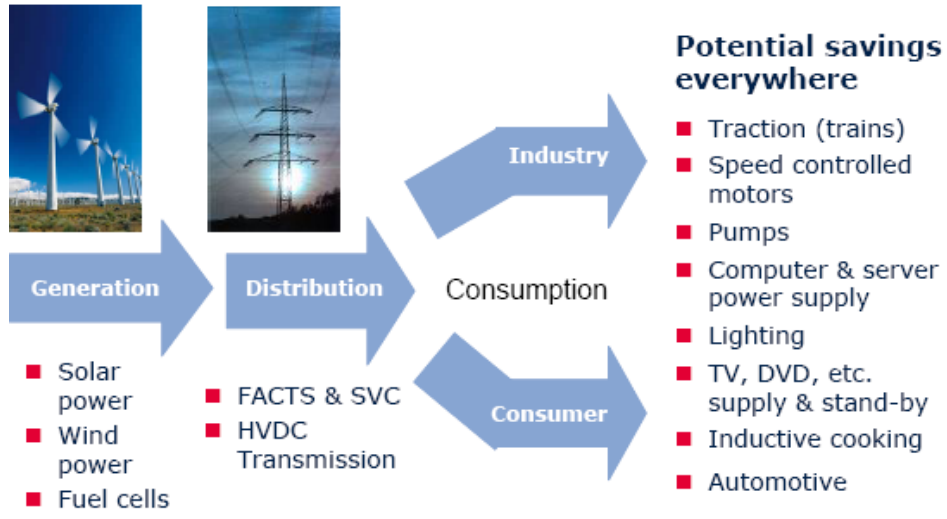 Potential savings
everywhere
Generation
Distribution
Consumption
Industry
Consumer
Solar
power
Wind
power
Fuel cells
FACTS & SVC
HVDC
Transmission
Traction (trains)
Speed controlled
motors
Pumps
Computer & server
power supply
Lighting
TV, DVD, etc.
supply & stand-by
Inductive cooking
Automotive